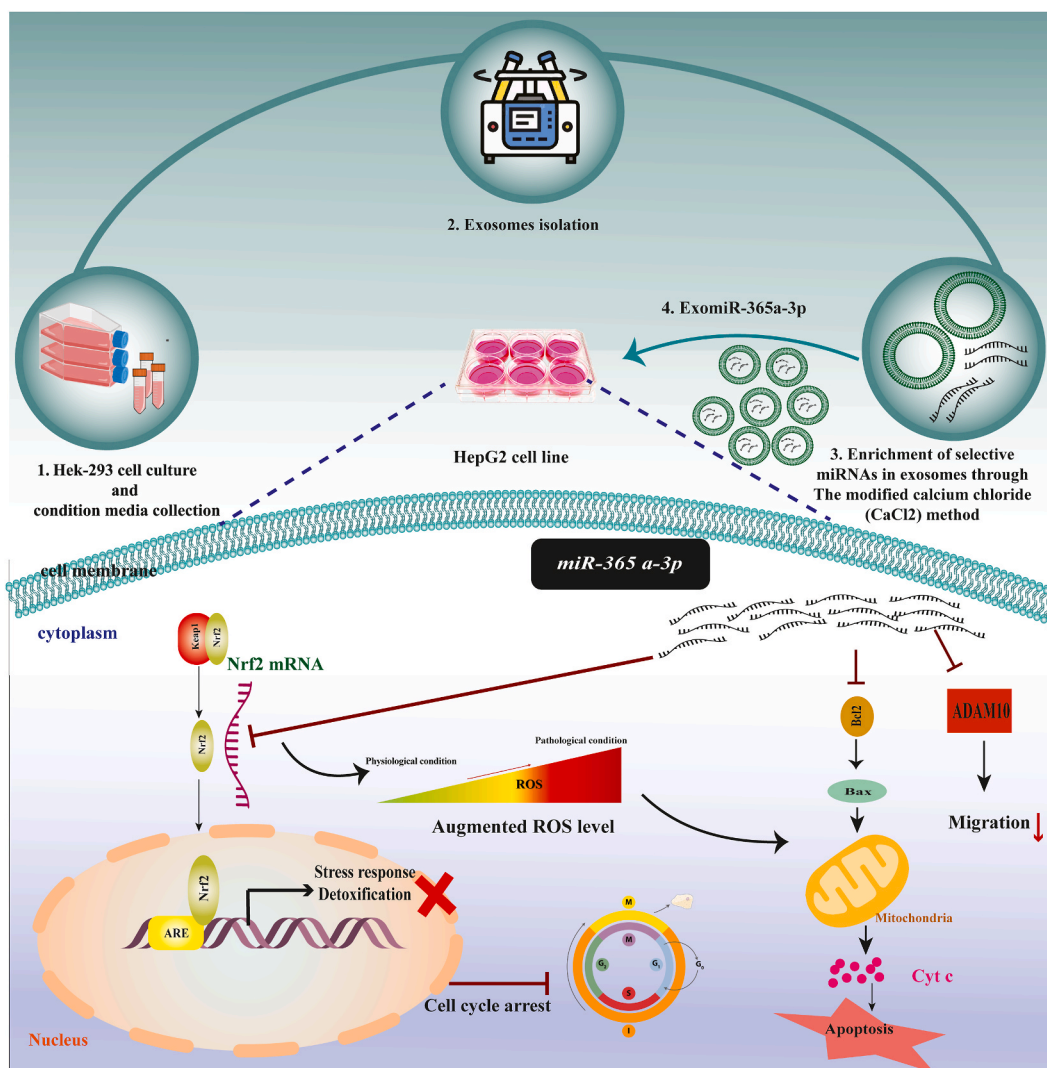 2. Exosomes isolation
4. ExomiR-365a-3p
HepG2 cell line
1. Hek-293 cell culture
and
condition media collection
3. Enrichment of selective
miRNAs in exosomes through
The modified calcium chloride
(CaCl2) method
cell membrane
miR-365 a-3p
cytoplasm
Keap1
Nrf2
Nrf2 mRNA
Nrf2
Bcl2
ADAM10
Physiological condition
Pathological condition
ROS
Augmented ROS level
Bax
Migration
Mitochondria
Nrf2
ARE
Stress response
Detoxification
M
M
G2
G1
G0
S
I
Cell cycle arrest
Cyt c
Apoptosis
Nucleus